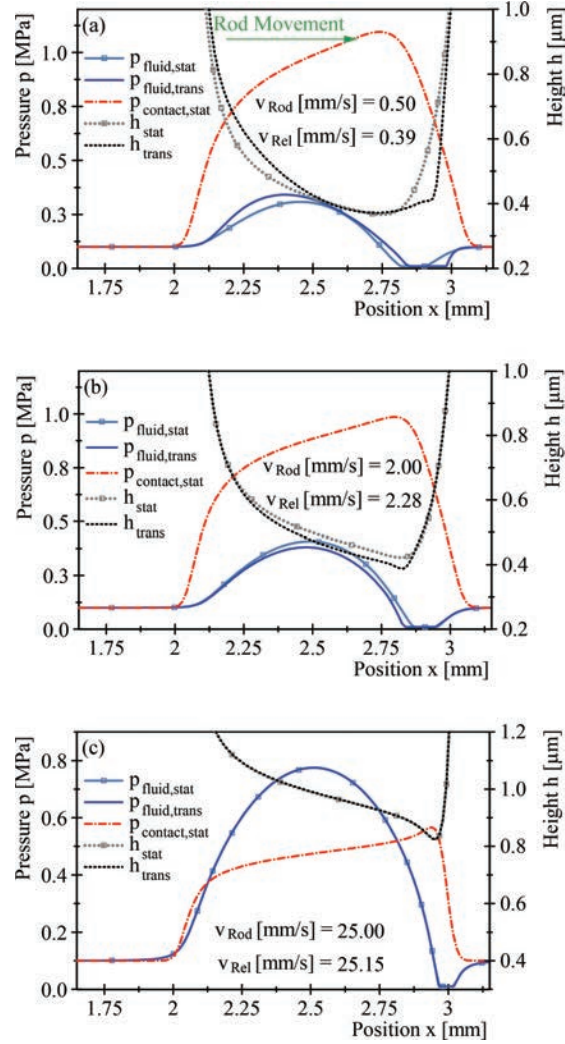 (a)
Rod Movement
Pressure p [MPa]
Height h [µm]
1.0
0.8
0.5
0.3
0.0
1.0
0.9
0.8
0.6
0.4
0.3
0.2
p fluid,stat
p fluid,trans
p contact,stat
h stat
h trans
v Rod [mm/s] = 0.50
v Rel [mm/s] = 0.39
1.75 2 2.25 2.5 2.75 3
Position x [mm]
(b)
Pressure p [MPa]
Height h [µm]
1.0
0.8
0.5
0.3
0.0
1.0
0.8
0.6
0.4
0.2
p fluid,stat
p fluid,trans
p contact,stat
h stat
h trans
v Rod [mm/s] = 2.00
v Rel [mm/s] = 2.28
1.75 2 2.25 2.5 2.75 3
Position x [mm]
(c)
Pressure p [MPa]
Height h [µm]
0.8
0.6
0.4
0.2
0.1
0.0
1.2
1.0
0.8
0.6
0.4
p fluid,stat
p fluid,trans
p contact,stat
h stat
h trans
v Rod [mm/s] = 25.00
v Rel [mm/s] = 25.15
1.75 2 2.25 2.5 2.75 3
Position x [mm]